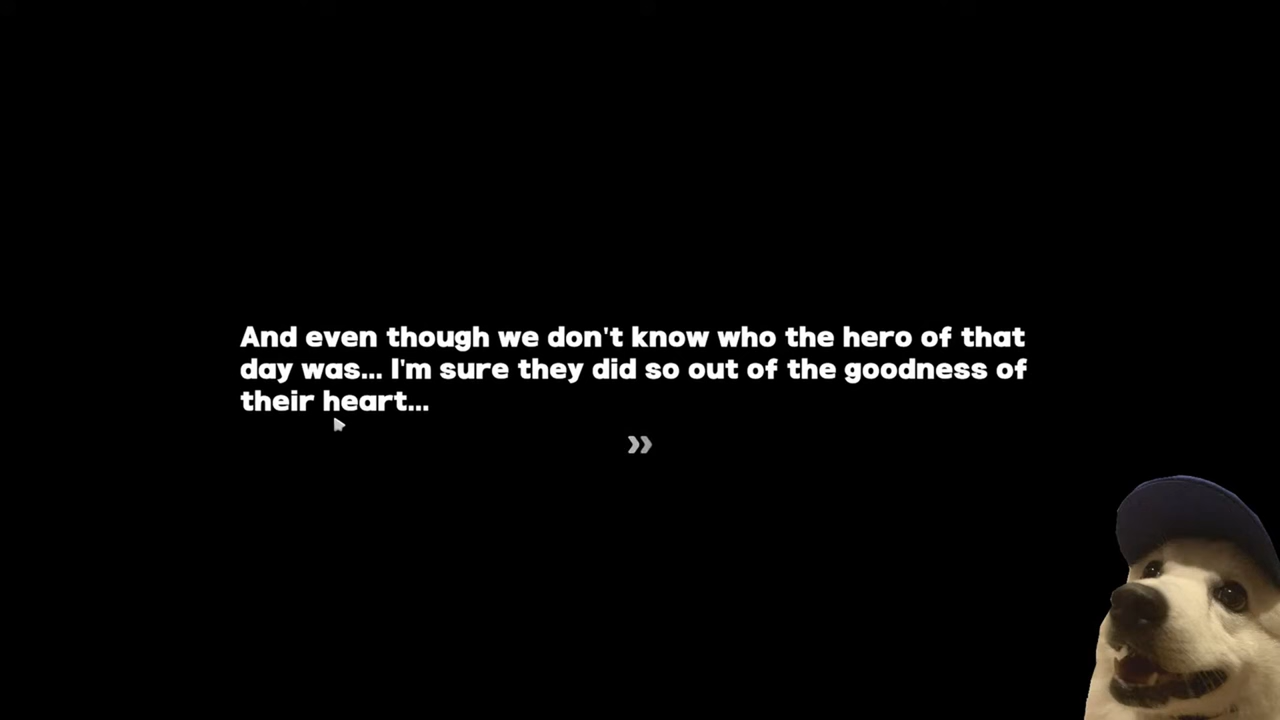 And even though we don't know who the hero of that
day was... I'm sure they did so out of the goodness of
their heart...